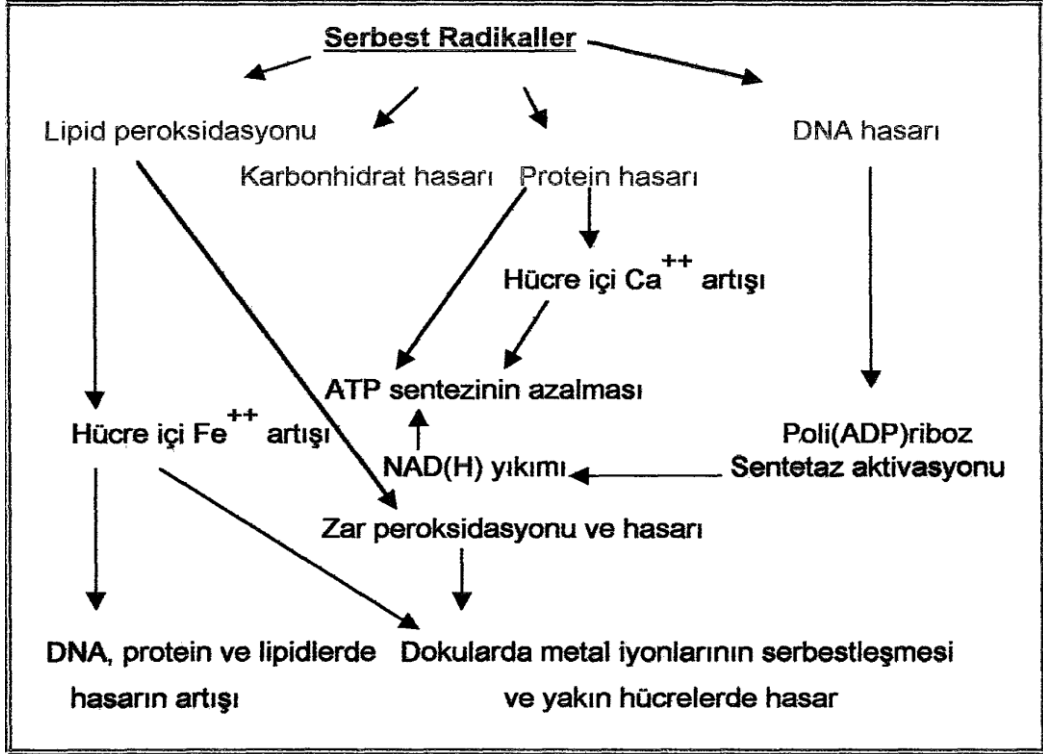 Serbest Radikaller
Lipid peroksidasyonu
DNA hasarı
Karbonhidrat hasarı
Protein hasarı
Hücre içi Ca++ artışı
ATP sentezinin azalması
Hücre içi Fe++ artışı
Poli(ADP)riboz
Sentetaz aktivasyonu
NAD(H) yıkımı
Zar peroksidasyonu ve hasarı
DNA, protein ve lipidlerde
hasarın artışı
Dokularda metal iyonlarının serbestleşmesi
ve yakın hücrelerde hasar